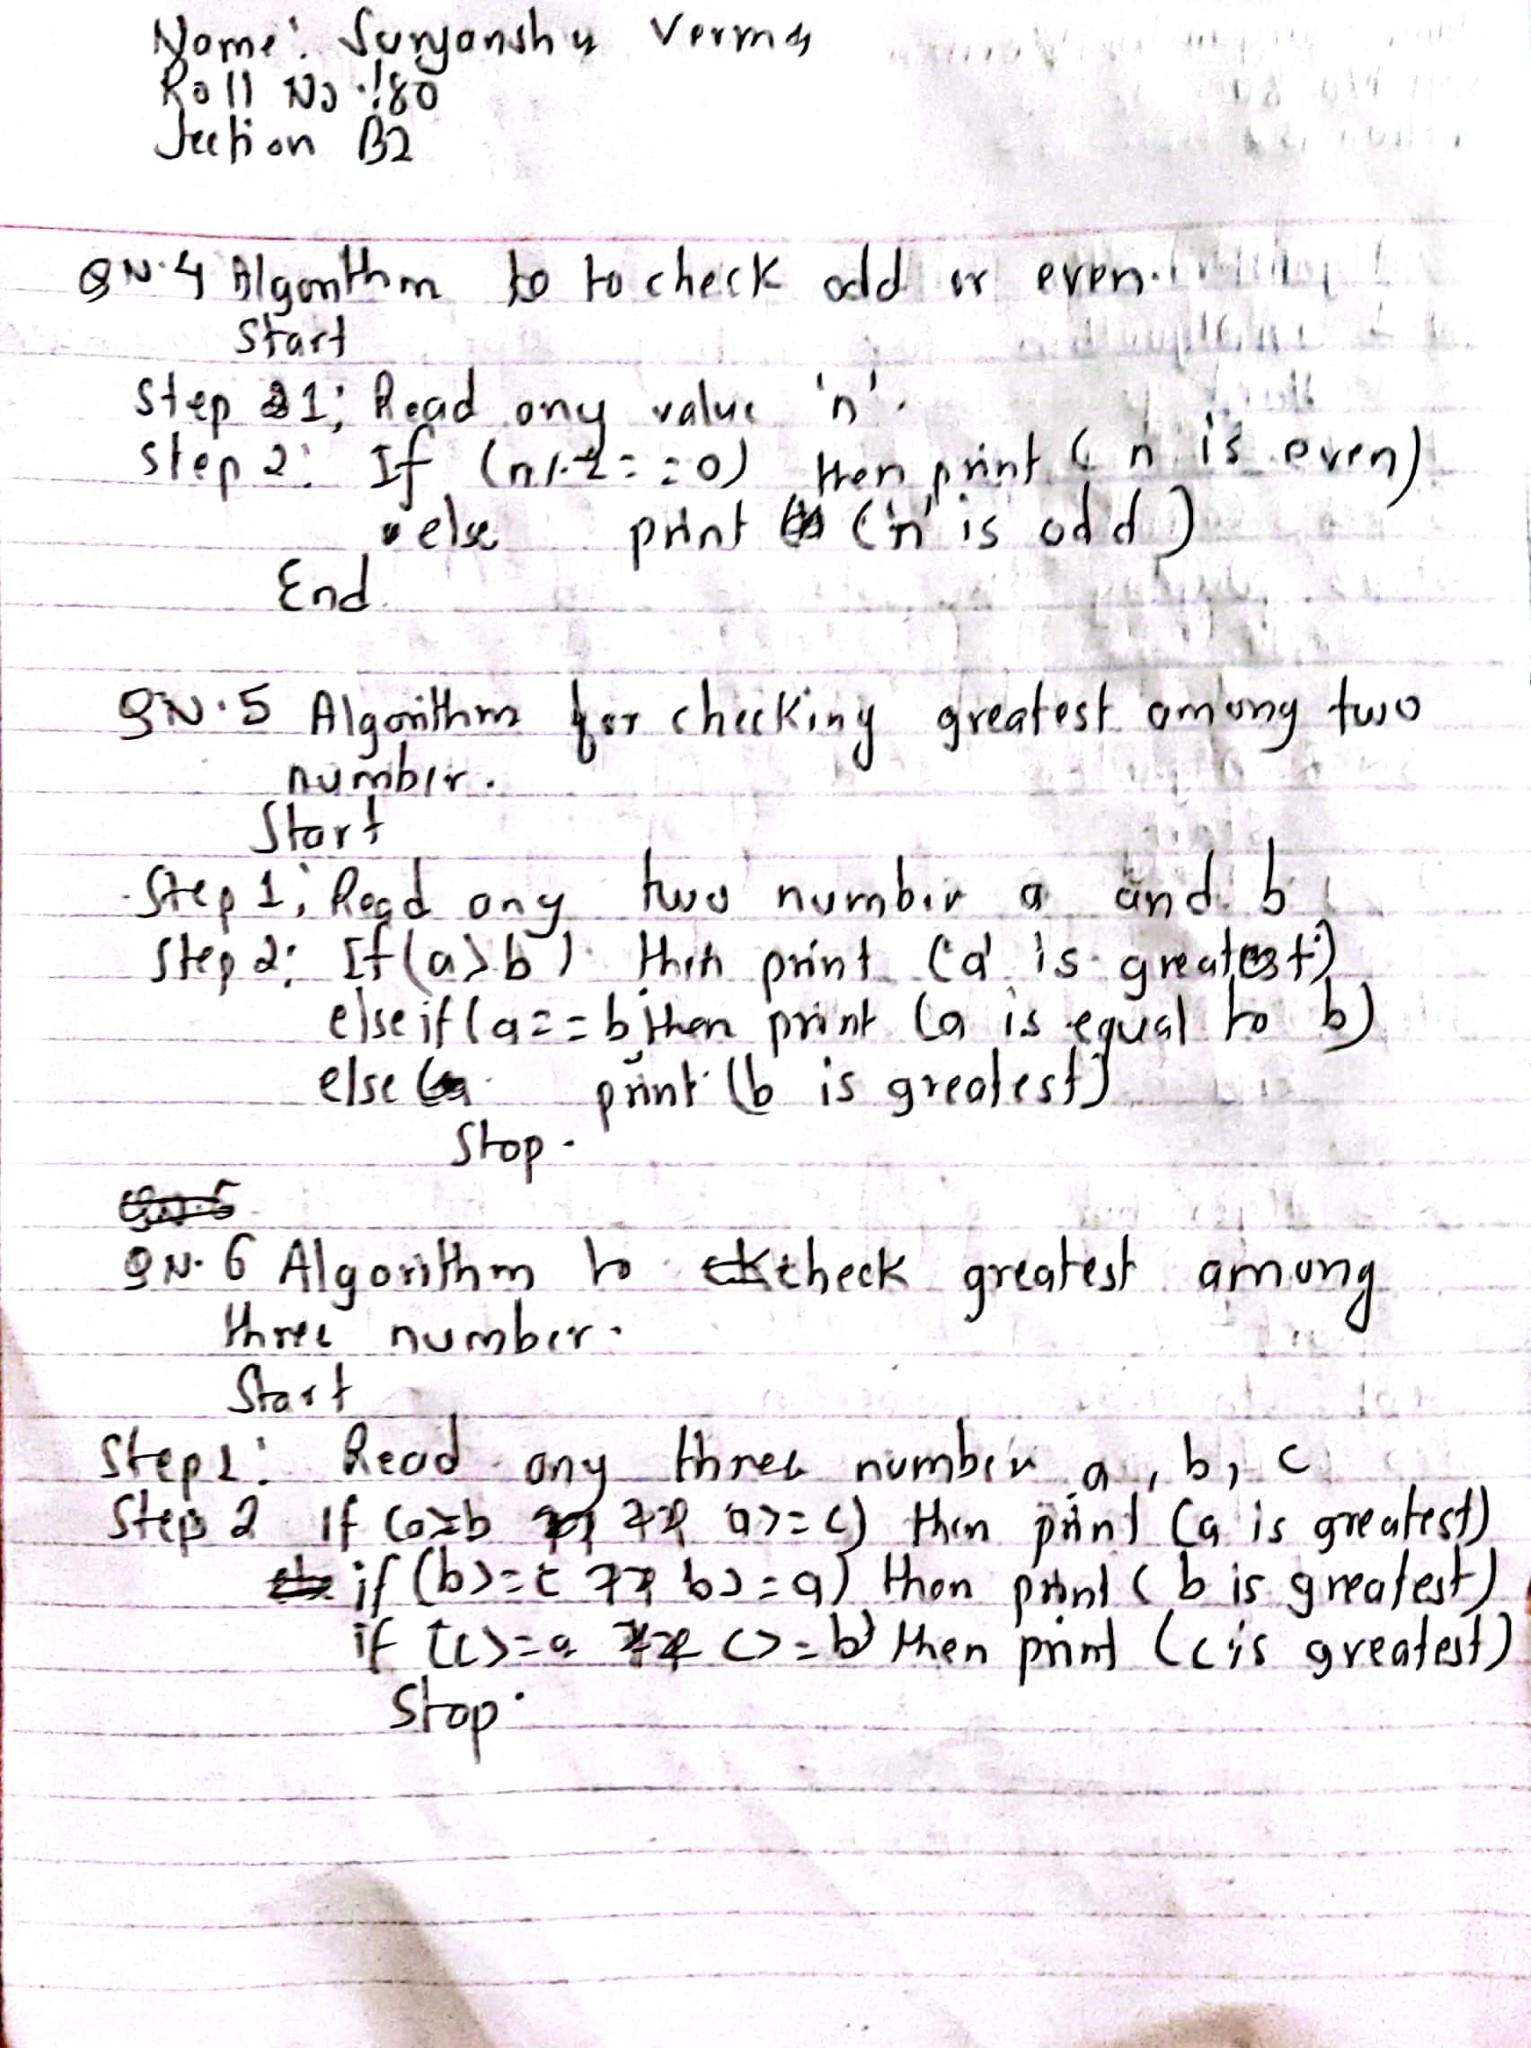 Name: Suryanshu Verma
Roll No.:80
Section B2
QN.4 Algorithm to to check odd or even.
Start
Step 1: Read any value 'n'.
Step 2: If (n%2==0) then print (n is even)
else print ('n' is odd)
End
QN.5 Algorithm for checking greatest among two
number.
Start
Step 1: Read any two number a and b
Step 2: If(a>b) then print ('a' is greatest)
else if(a==b)then print (a is equal to b)
else print (b is greatest)
Stop.
QN.5
QN.6 Algorithm to check greatest among
three number.
Start
Step1: Read any three number a, b, c
Step 2 If (a>=b && a>=c) then print (a is greatest)
if (b>=c && b>=a) then print (b is greatest)
if (c>=a && c>=b) then print (c is greatest)
Stop.